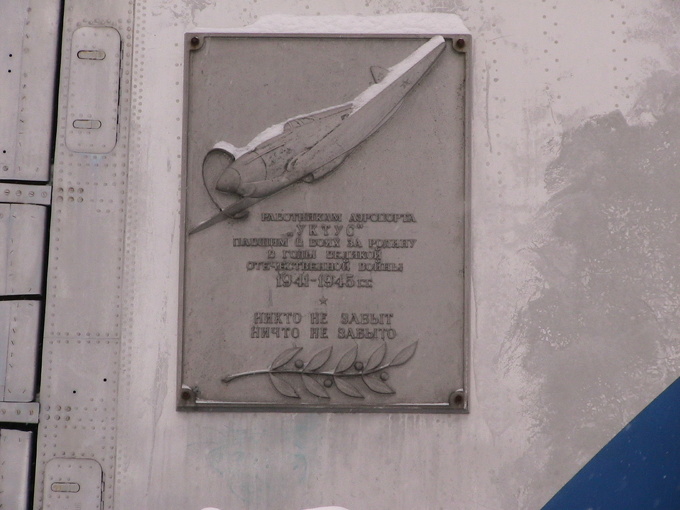 РАБОТНИКАМ АЭРОПОРТА
„УКТУС"
ПАВШИМ В БОЯХ ЗА РОДИНУ
В ГОДЫ ВЕЛИКОЙ
ОТЕЧЕСТВЕННОЙ ВОЙНЫ
1941-1945 гг.
НИКТО НЕ ЗАБЫТ
НИЧТО НЕ ЗАБЫТО